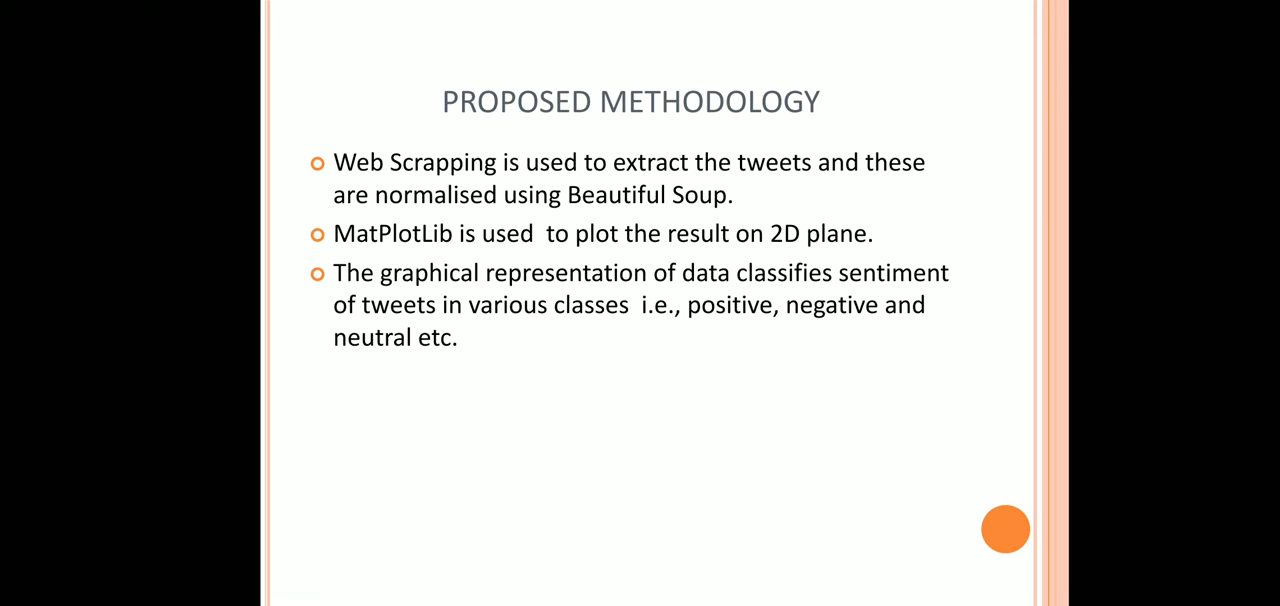 PROPOSED METHODOLOGY
Web Scrapping is used to extract the tweets and these
are normalised using Beautiful Soup.
MatPlotLib is used  to plot the result on 2D plane.
The graphical representation of data classifies sentiment
of tweets in various classes  i.e., positive, negative and
neutral etc.